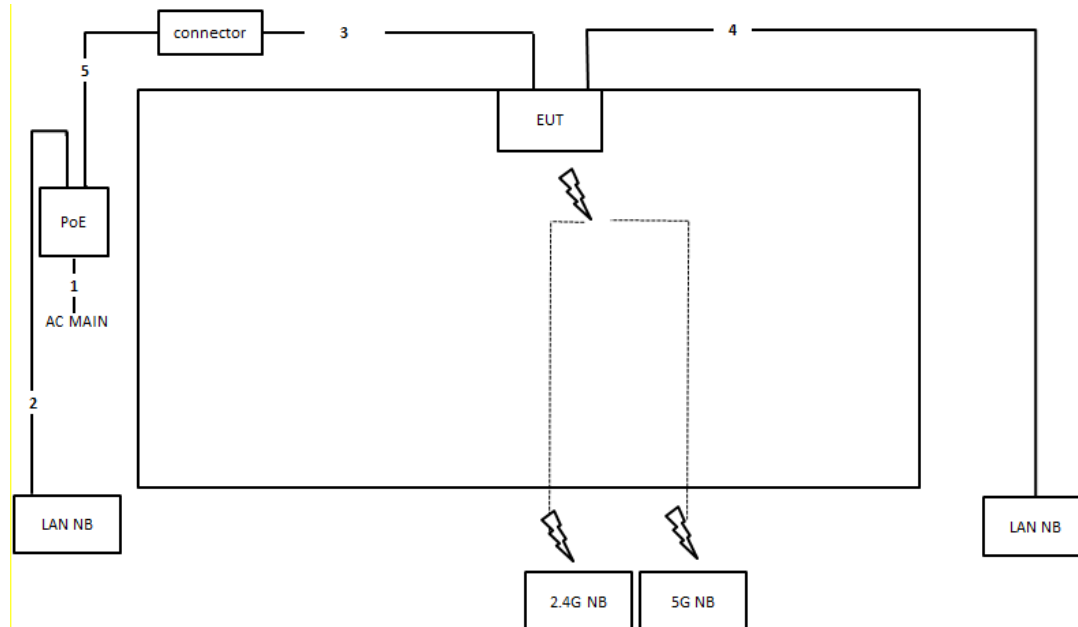 connector
3
4
5
EUT
PoE
1
AC MAIN
2
LAN NB
LAN NB
2.4G NB
5G NB